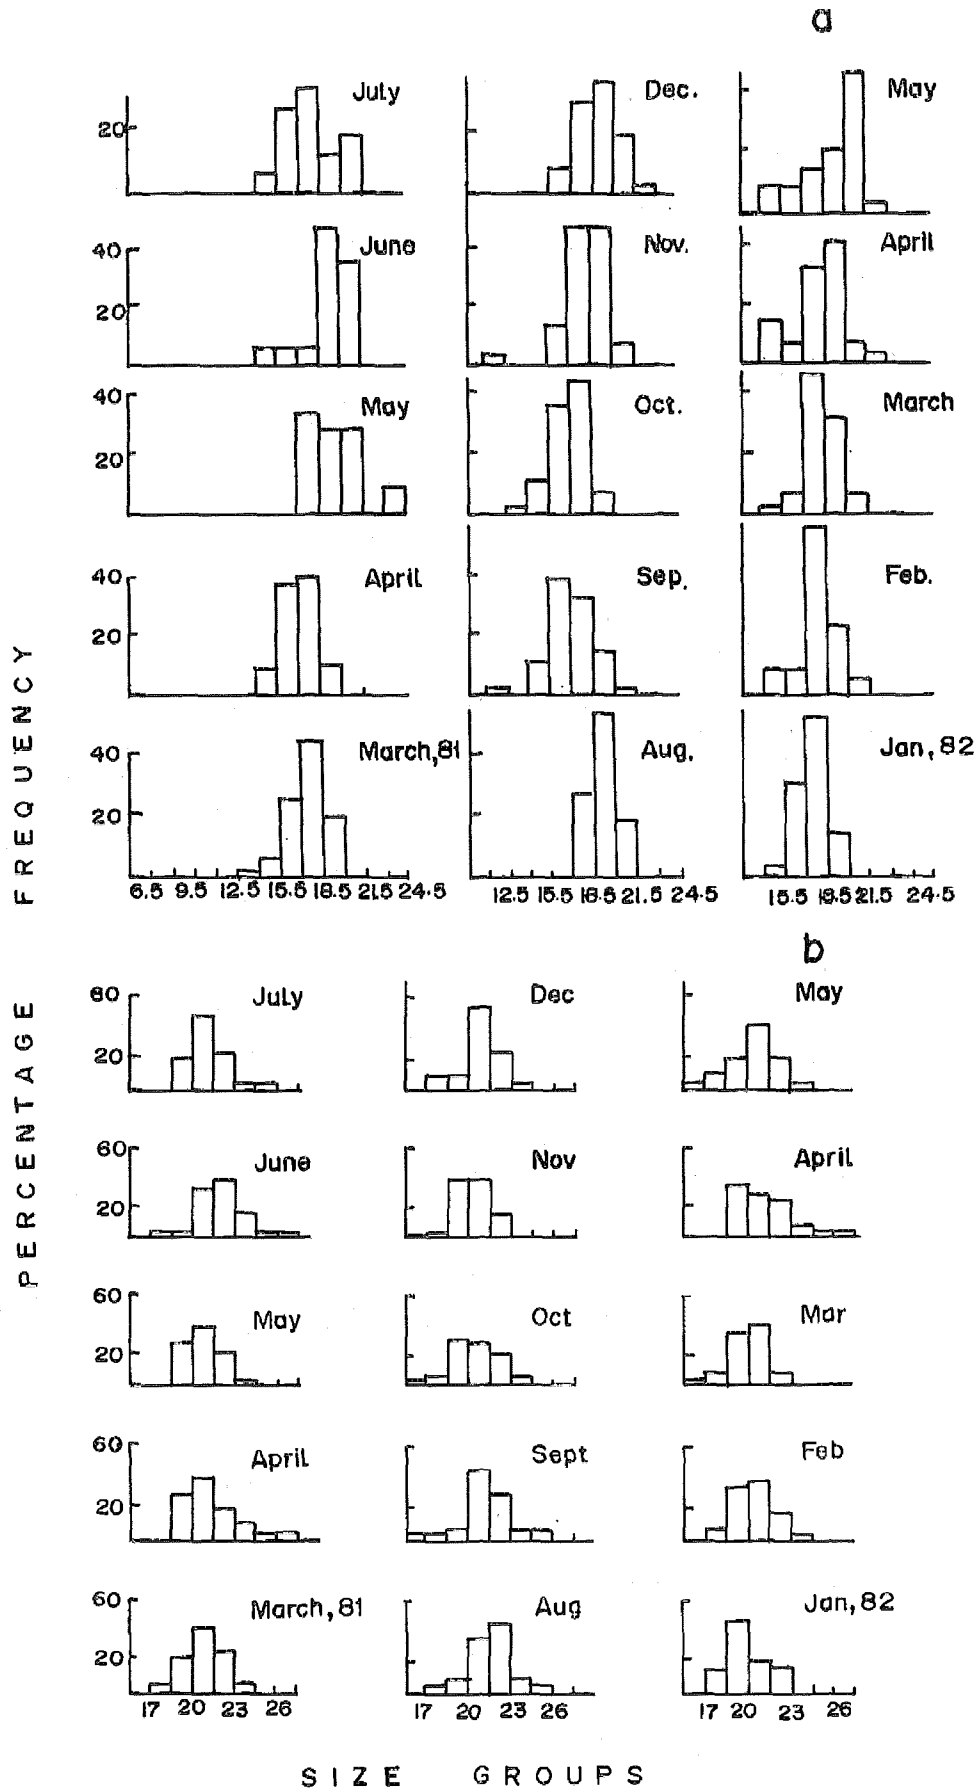 a
July Dec. May
20
June Nov. April
40
20
May Oct. March
40
20
April Sep. Feb.
40
20
March,81 Aug. Jan,82
40
20
6.5 9.5 12.5 15.5 18.5 21.5 24.5 12.5 15.5 18.5 21.5 24.5 15.5 19.5 21.5 24.5
b
July Dec May
60
20
June Nov April
60
20
May Oct Mar
60
20
April Sept Feb
60
20
March,81 Aug Jan,82
60
20
17 20 23 26 17 20 23 26 17 20 23 26
PERCENTAGE FREQUENCY
SIZE GROUPS